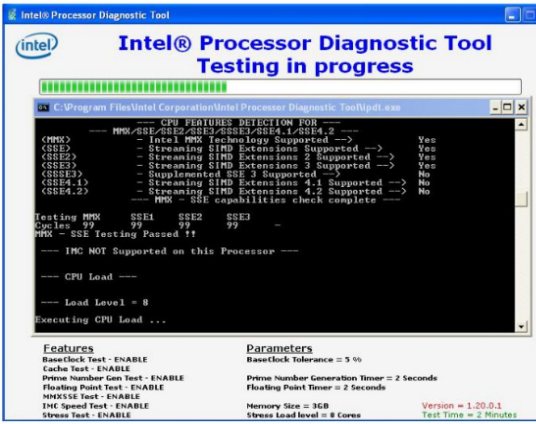 Intel® Processor Diagnostic Tool
intel
Intel® Processor Diagnostic Tool
Testing in progress
C:\Program Files\Intel Corporation\Intel Processor Diagnostic Tool\ipdt.exe
--- CPU FEATURES DETECTION FOR ---
--- MMX/SSE/SSE2/SSE3/SSSE3/SSE4.1/SSE4.2 ---
(MMX) - Intel MMX Technology Supported --> Yes
(SSE) - Streaming SIMD Extensions Supported --> Yes
(SSE2) - Streaming SIMD Extensions 2 Supported --> Yes
(SSE3) - Streaming SIMD Extensions 3 Supported --> Yes
(SSSE3) - Supplemented SSE 3 Supported --> No
(SSE4.1) - Streaming SIMD Extensions 4.1 Supported --> No
(SSE4.2) - Streaming SIMD Extensions 4.2 Supported --> No
--- MMX - SSE capabilities check complete ---
Testing MMX SSE1 SSE2 SSE3
Cycles 99 99 99 99 -
MMX - SSE Testing Passed !!
--- IMC NOT Supported on this Processor ---
--- CPU Load ---
--- Load Level = 8
Executing CPU Load ...
Features Parameters
BaseClock Test - ENABLE BaseClock Tolerance = 5 %
Cache Test - ENABLE
Prime Number Gen Test - ENABLE Prime Number Generation Timer = 2 Seconds
Floating Point Test - ENABLE Floating Point Timer = 2 Seconds
MMXSSE Test - ENABLE
IMC Speed Test - ENABLE Memory Size = 3GB Version = 1.20.0.1
Stress Test - ENABLE Stress Load level = 8 Cores Test Time = 2 Minutes